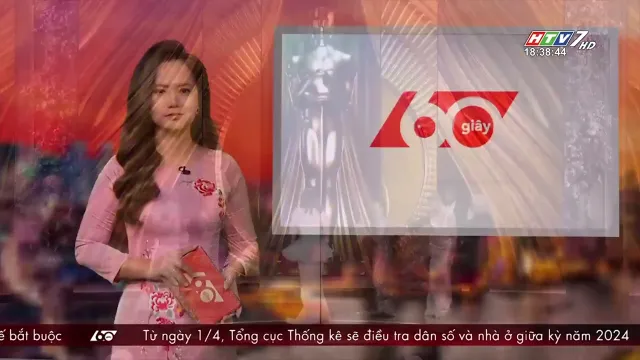 HTV7 HD
18:38:44
60 giây
ế bắt buộc 60 Từ ngày 1/4, Tổng cục Thống kê sẽ điều tra dân số và nhà ở giữa kỳ năm 2024